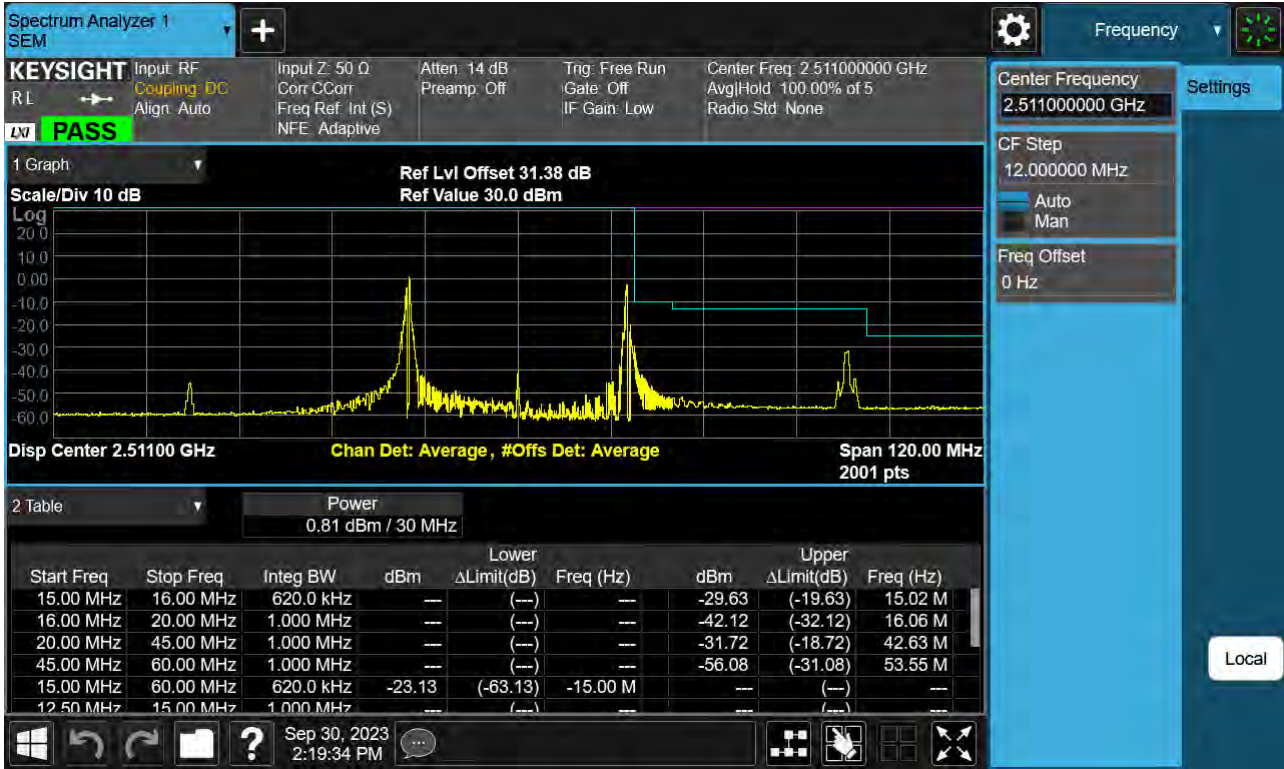 Spectrum Analyzer 1
SEM
+
Frequency
KEYSIGHT
R L
LXI
PASS
Input: RF
Coupling: DC
Align: Auto
Input Z: 50 Ω
Corr CCorr
Freq Ref: Int (S)
NFE: Adaptive
Atten: 14 dB
Preamp: Off
Trig: Free Run
Gate: Off
IF Gain: Low
Center Freq: 2.511000000 GHz
Avg|Hold: 100.00% of 5
Radio Std: None
Center Frequency
2.511000000 GHz
Settings
CF Step
12.000000 MHz
Auto
Man
Freq Offset
0 Hz
1 Graph
Scale/Div 10 dB
Ref Lvl Offset 31.38 dB
Ref Value 30.0 dBm
Log
20.0
10.0
0.00
-10.0
-20.0
-30.0
-40.0
-50.0
-60.0
Disp Center 2.51100 GHz
Chan Det: Average, #Offs Det: Average
Span 120.00 MHz
2001 pts
2 Table
Power
0.81 dBm / 30 MHz
Lower Upper
Start Freq Stop Freq Integ BW dBm ΔLimit(dB) Freq (Hz) dBm ΔLimit(dB) Freq (Hz)
15.00 MHz 16.00 MHz 620.0 kHz --- (---) --- -29.63 (-19.63) 15.02 M
16.00 MHz 20.00 MHz 1.000 MHz --- (---) --- -42.12 (-32.12) 16.06 M
20.00 MHz 45.00 MHz 1.000 MHz --- (---) --- -31.72 (-18.72) 42.63 M
45.00 MHz 60.00 MHz 1.000 MHz --- (---) --- -56.08 (-31.08) 53.55 M
15.00 MHz 60.00 MHz 620.0 kHz -23.13 (-63.13) -15.00 M --- (---) ---
12.50 MHz 15.00 MHz 1.000 MHz --- (---) --- --- (---) ---
Local
?
Sep 30, 2023
2:19:34 PM